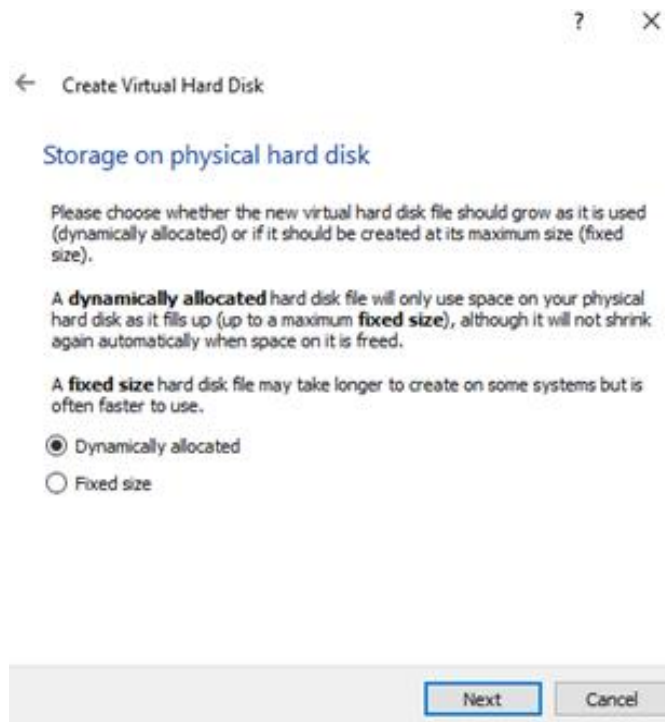 ?
Create Virtual Hard Disk
Storage on physical hard disk
Please choose whether the new virtual hard disk file should grow as it is used
(dynamically allocated) or if it should be created at its maximum size (fixed
size).
A dynamically allocated hard disk file will only use space on your physical
hard disk as it fills up (up to a maximum fixed size), although it will not shrink
again automatically when space on it is freed.
A fixed size hard disk file may take longer to create on some systems but is
often faster to use.
Dynamically allocated
Fixed size
Next Cancel